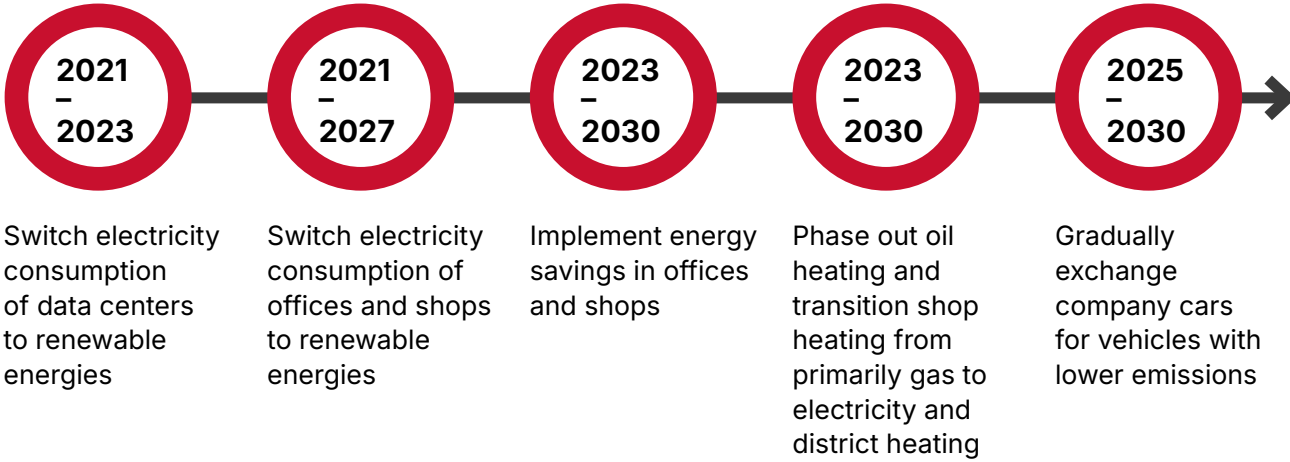 2021
–
2023
Switch electricity
consumption
of data centers
to renewable
energies
2021
–
2027
Switch electricity
consumption of
offices and shops
to renewable
energies
2023
–
2030
Implement energy
savings in offices
and shops
2023
–
2030
Phase out oil
heating and
transition shop
heating from
primarily gas to
electricity and
district heating
2025
–
2030
Gradually
exchange
company cars
for vehicles with
lower emissions